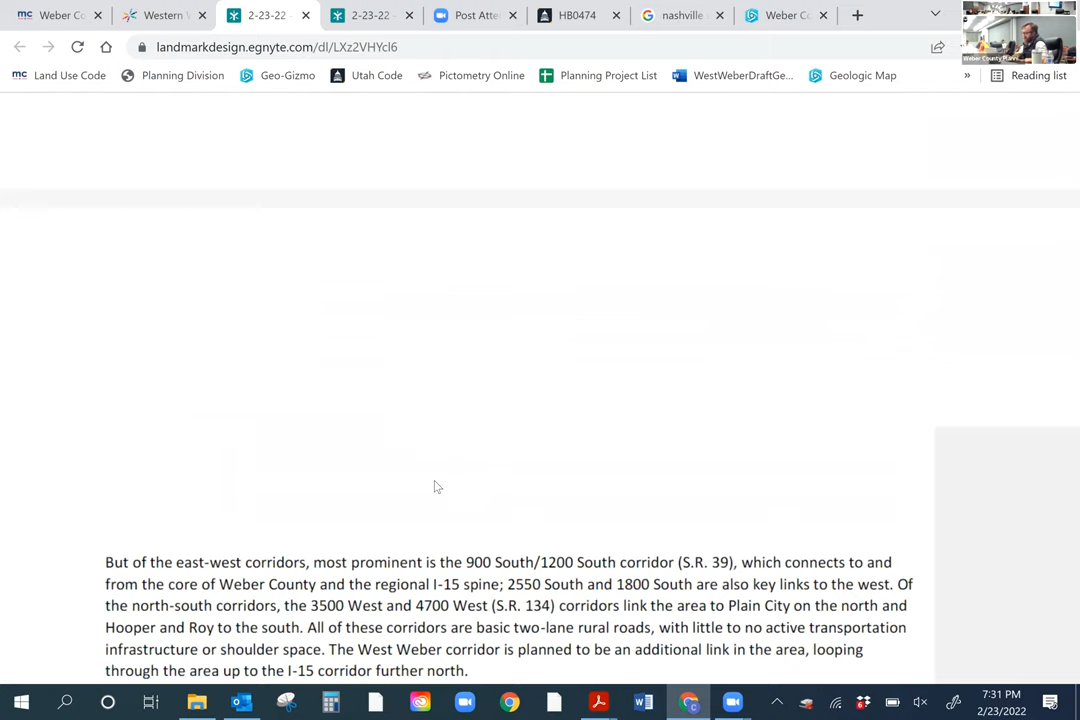 mc Weber Co
Western
2-23-22
2-23-22
Post Atte
HB0474
nashville
Weber Co
landmarkdesign.egnyte.com/dl/LXz2VHYcl6
mc Land Use Code
Planning Division
Geo-Gizmo
Utah Code
Pictometry Online
Planning Project List
WestWeberDraftGe...
Geologic Map
»
Reading list
But of the east-west corridors, most prominent is the 900 South/1200 South corridor (S.R. 39), which connects to and
from the core of Weber County and the regional I-15 spine; 2550 South and 1800 South are also key links to the west. Of
the north-south corridors, the 3500 West and 4700 West (S.R. 134) corridors link the area to Plain City on the north and
Hooper and Roy to the south. All of these corridors are basic two-lane rural roads, with little to no active transportation
infrastructure or shoulder space. The West Weber corridor is planned to be an additional link in the area, looping
through the area up to the I-15 corridor further north.
7:31 PM
2/23/2022